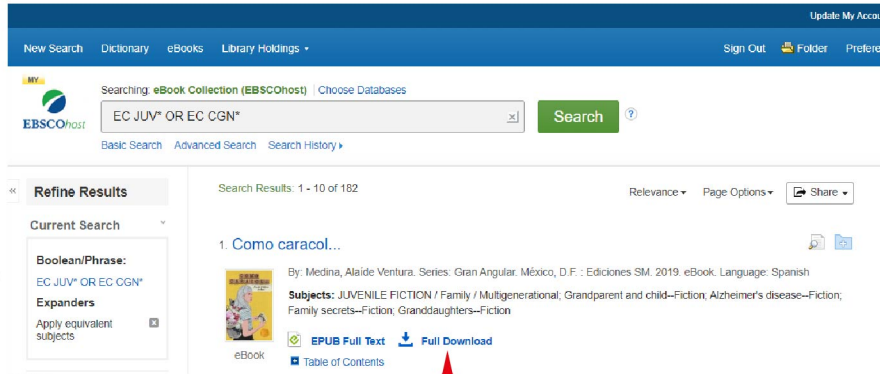 Update My Accou
New Search Dictionary eBooks Library Holdings
Sign Out Folder Prefere
MY
EBSCOhost
Searching: eBook Collection (EBSCOhost) | Choose Databases
EC JUV* OR EC CGN*
x
Search
?
Basic Search Advanced Search Search History
« Refine Results
Search Results: 1 - 10 of 182
Relevance Page Options Share
Current Search
1. Como caracol...
Boolean/Phrase:
EC JUV* OR EC CGN*
Expanders
Apply equivalent
subjects
By: Medina, Alaíde Ventura. Series: Gran Angular. México, D.F. : Ediciones SM. 2019. eBook. Language: Spanish
Subjects: JUVENILE FICTION / Family / Multigenerational; Grandparent and child--Fiction; Alzheimer's disease--Fiction;
Family secrets--Fiction; Granddaughters--Fiction
EPUB Full Text Full Download
eBook
Table of Contents